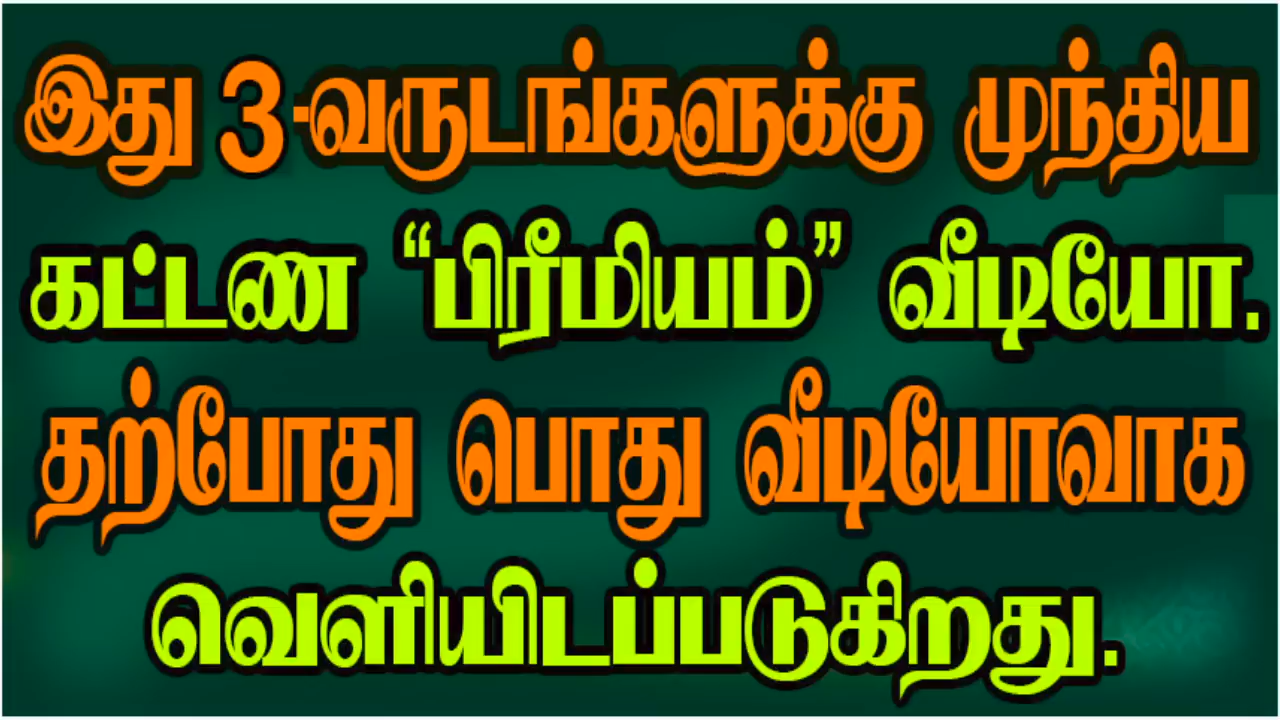 இது 3-வருடங்களுக்கு முந்திய
கட்டண “பிரீமியம்” வீடியோ.
தற்போது பொது வீடியோவாக
வெளியிடப்படுகிறது.